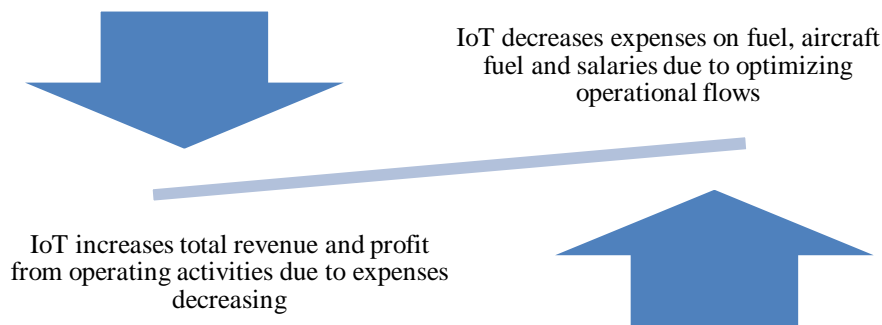 IoT decreases expenses on fuel, aircraft
fuel and salaries due to optimizing
operational flows
IoT increases total revenue and profit
from operating activities due to expenses
decreasing